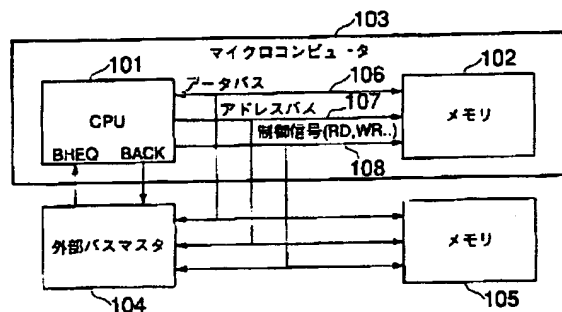 103
マイクロコンピュータ
101
102
データバス
106
CPU
アドレスバス
107
メモリ
制御信号(RD,WR..)
BHEQ BACK
108
外部バスマスタ
メモリ
104
105